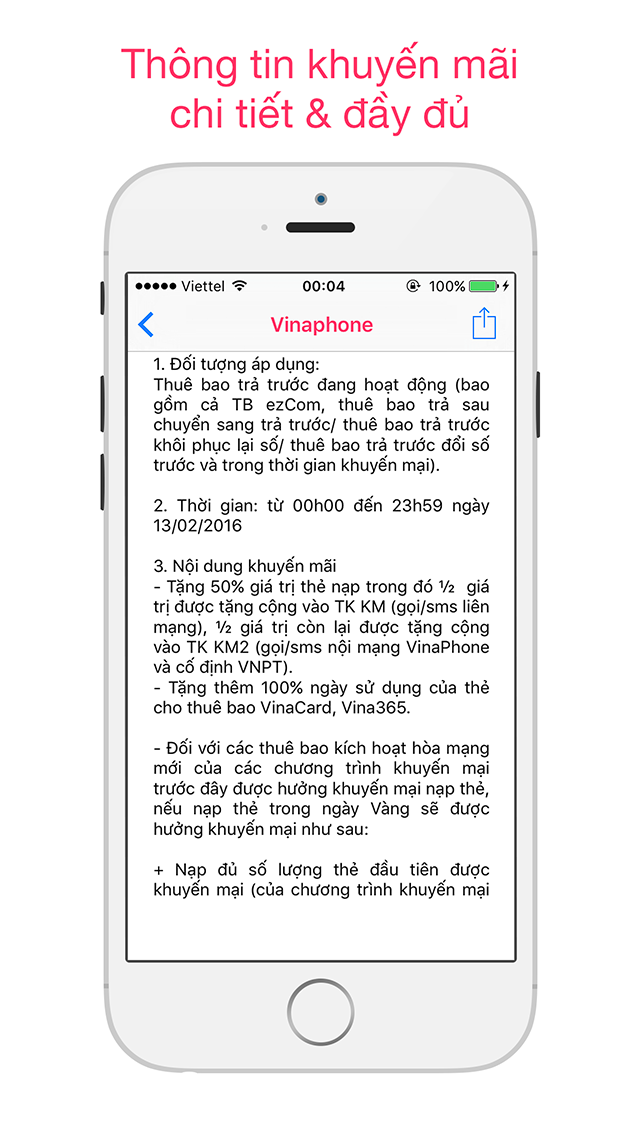 Thông tin khuyến mãi
chi tiết & đầy đủ
Viettel 00:04 100%
Vinaphone
1. Đối tượng áp dụng:
Thuê bao trả trước đang hoạt động (bao
gồm cả TB ezCom, thuê bao trả sau
chuyển sang trả trước/ thuê bao trả trước
khôi phục lại số/ thuê bao trả trước đổi số
trước và trong thời gian khuyến mại).
2. Thời gian: từ 00h00 đến 23h59 ngày
13/02/2016
3. Nội dung khuyến mãi
- Tặng 50% giá trị thẻ nạp trong đó ½ giá
trị được tặng cộng vào TK KM (gọi/sms liên
mạng), ½ giá trị còn lại được tặng cộng
vào TK KM2 (gọi/sms nội mạng VinaPhone
và cố định VNPT).
- Tặng thêm 100% ngày sử dụng của thẻ
cho thuê bao VinaCard, Vina365.
- Đối với các thuê bao kích hoạt hòa mạng
mới của các chương trình khuyến mại
trước đây được hưởng khuyến mại nạp thẻ,
nếu nạp thẻ trong ngày Vàng sẽ được
hưởng khuyến mại như sau:
+ Nạp đủ số lượng thẻ đầu tiên được
khuyến mại (của chương trình khuyến mại